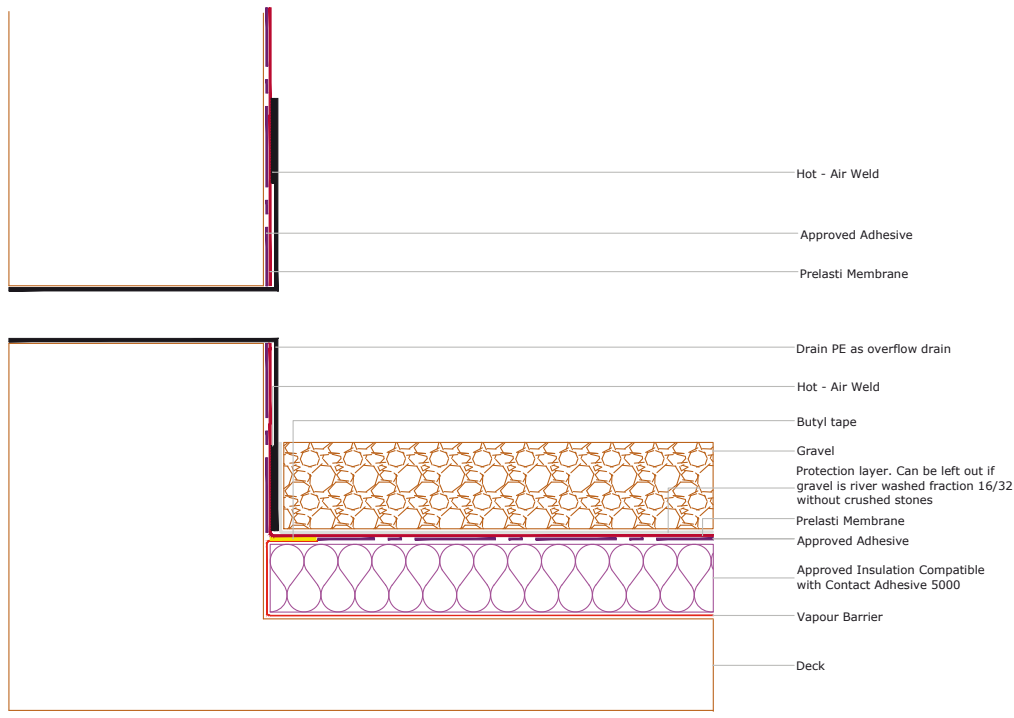 Hot - Air Weld
Approved Adhesive
Prelasti Membrane
Drain PE as overflow drain
Hot - Air Weld
Butyl tape
Gravel
Protection layer. Can be left out if
gravel is river washed fraction 16/32
without crushed stones
Prelasti Membrane
Approved Adhesive
Approved Insulation Compatible
with Contact Adhesive 5000
Vapour Barrier
Deck